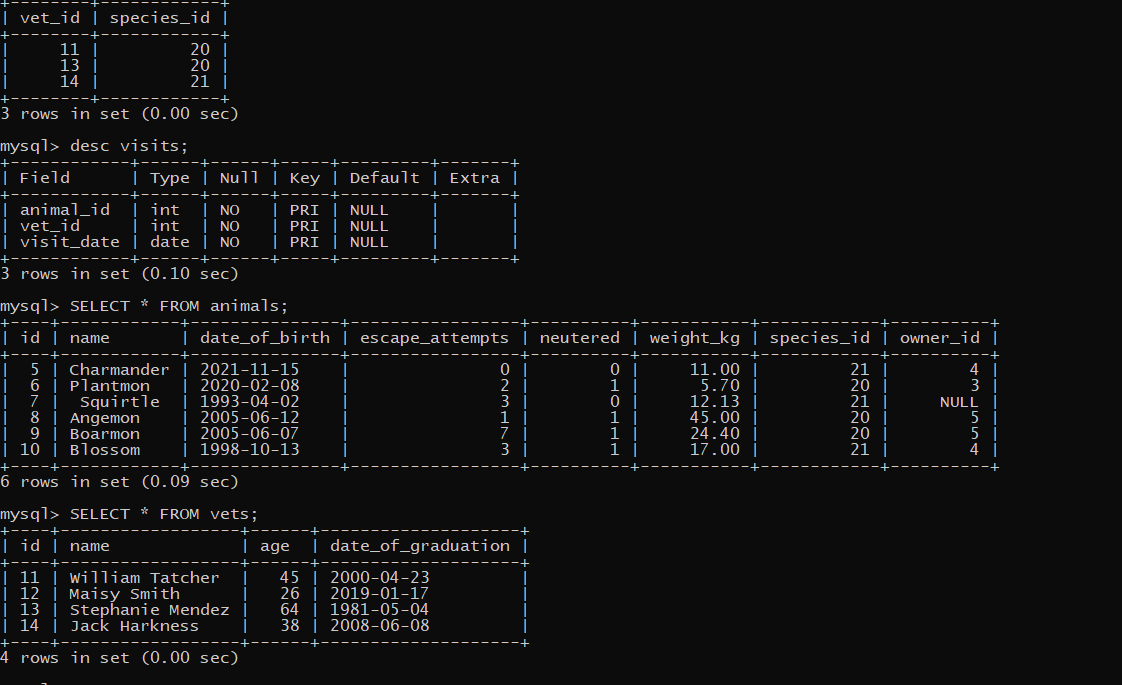 +--------+------------+
| vet_id | species_id |
+--------+------------+
|     11 |         20 |
|     13 |         20 |
|     14 |         21 |
+--------+------------+
3 rows in set (0.00 sec)
mysql> desc visits;
+------------+------+------+-----+---------+-------+
| Field      | Type | Null | Key | Default | Extra |
+------------+------+------+-----+---------+-------+
| animal_id  | int  | NO   | PRI | NULL    |       |
| vet_id     | int  | NO   | PRI | NULL    |       |
| visit_date | date | NO   | PRI | NULL    |       |
+------------+------+------+-----+---------+-------+
3 rows in set (0.10 sec)
mysql> SELECT * FROM animals;
+----+------------+---------------+-----------------+----------+-----------+------------+----------+
| id | name       | date_of_birth | escape_attempts | neutered | weight_kg | species_id | owner_id |
+----+------------+---------------+-----------------+----------+-----------+------------+----------+
|  5 | Charmander | 2021-11-15    |               0 |        0 |     11.00 |         21 |        4 |
|  6 | Plantmon   | 2020-02-08    |               2 |        1 |      5.70 |         20 |        3 |
|  7 |  Squirtle  | 1993-04-02    |               3 |        0 |     12.13 |         21 |     NULL |
|  8 | Angemon    | 2005-06-12    |               1 |        1 |     45.00 |         20 |        5 |
|  9 | Boarmon    | 2005-06-07    |               7 |        1 |     24.40 |         20 |        5 |
| 10 | Blossom    | 1998-10-13    |               3 |        1 |     17.00 |         21 |        4 |
+----+------------+---------------+-----------------+----------+-----------+------------+----------+
6 rows in set (0.09 sec)
mysql> SELECT * FROM vets;
+----+------------------+------+--------------------+
| id | name             | age  | date_of_graduation |
+----+------------------+------+--------------------+
| 11 | William Tatcher  |   45 | 2000-04-23         |
| 12 | Maisy Smith      |   26 | 2019-01-17         |
| 13 | Stephanie Mendez |   64 | 1981-05-04         |
| 14 | Jack Harkness    |   38 | 2008-06-08         |
+----+------------------+------+--------------------+
4 rows in set (0.00 sec)